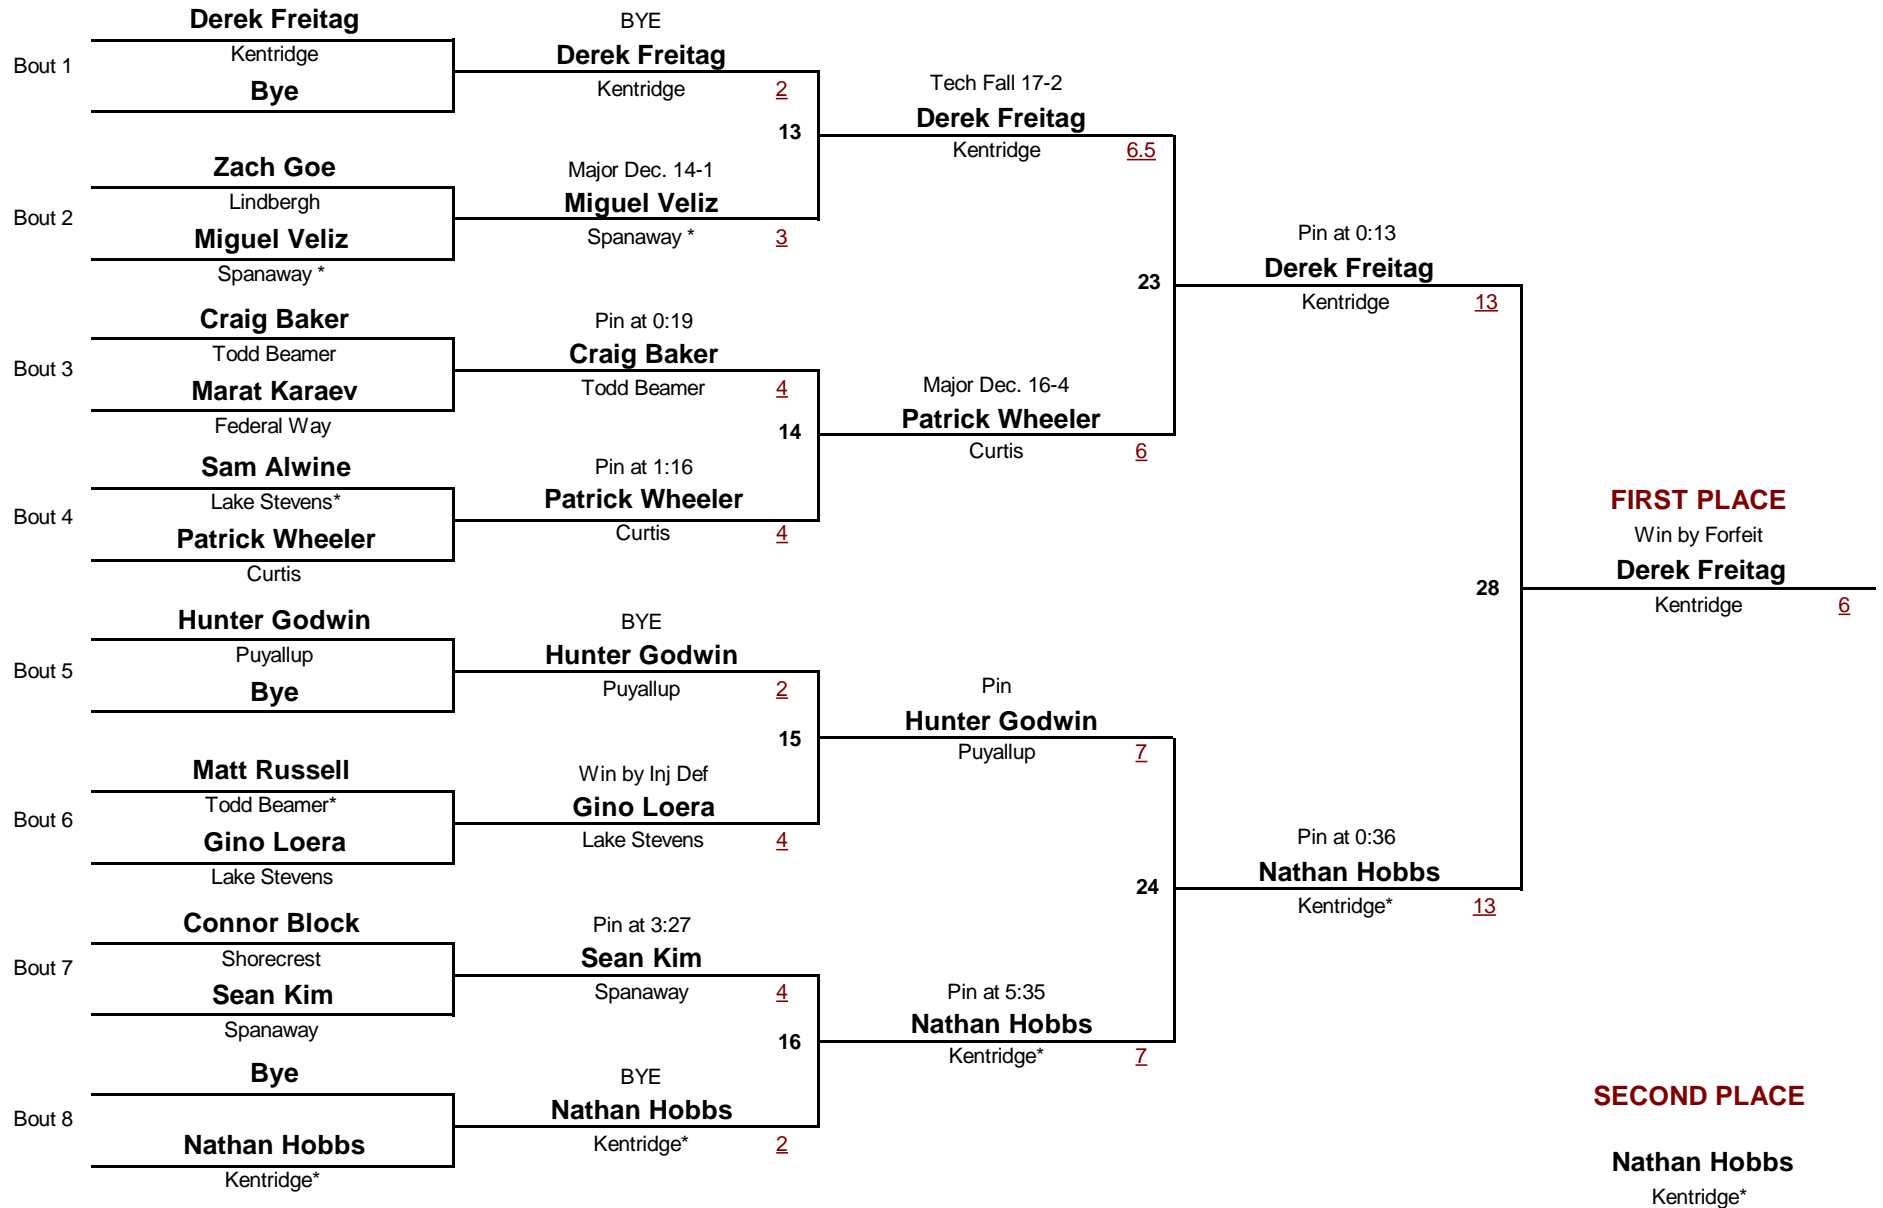 Bout 1
Derek Freitag
Kentridge
Bye
Bout 2
Zach Goe
Lindbergh
Miguel Veliz
Spanaway *
Bout 3
Craig Baker
Todd Beamer
Marat Karaev
Federal Way
Bout 4
Sam Alwine
Lake Stevens*
Patrick Wheeler
Curtis
Bout 5
Hunter Godwin
Puyallup
Bye
Bout 6
Matt Russell
Todd Beamer*
Gino Loera
Lake Stevens
Bout 7
Connor Block
Shorecrest
Sean Kim
Spanaway
Bout 8
Bye
Nathan Hobbs
Kentridge*
BYE
Derek Freitag
Kentridge 2
13
Major Dec. 14-1
Miguel Veliz
Spanaway * 3
Pin at 0:19
Craig Baker
Todd Beamer 4
14
Pin at 1:16
Patrick Wheeler
Curtis 4
BYE
Hunter Godwin
Puyallup 2
15
Win by Inj Def
Gino Loera
Lake Stevens 4
Pin at 3:27
Sean Kim
Spanaway 4
16
BYE
Nathan Hobbs
Kentridge* 2
Tech Fall 17-2
Derek Freitag
Kentridge 6.5
23
Major Dec. 16-4
Patrick Wheeler
Curtis 6
Pin
Hunter Godwin
Puyallup 7
24
Pin at 5:35
Nathan Hobbs
Kentridge* 7
Pin at 0:13
Derek Freitag
Kentridge 13
28
Pin at 0:36
Nathan Hobbs
Kentridge* 13
FIRST PLACE
Win by Forfeit
Derek Freitag
Kentridge 6
SECOND PLACE
Nathan Hobbs
Kentridge*